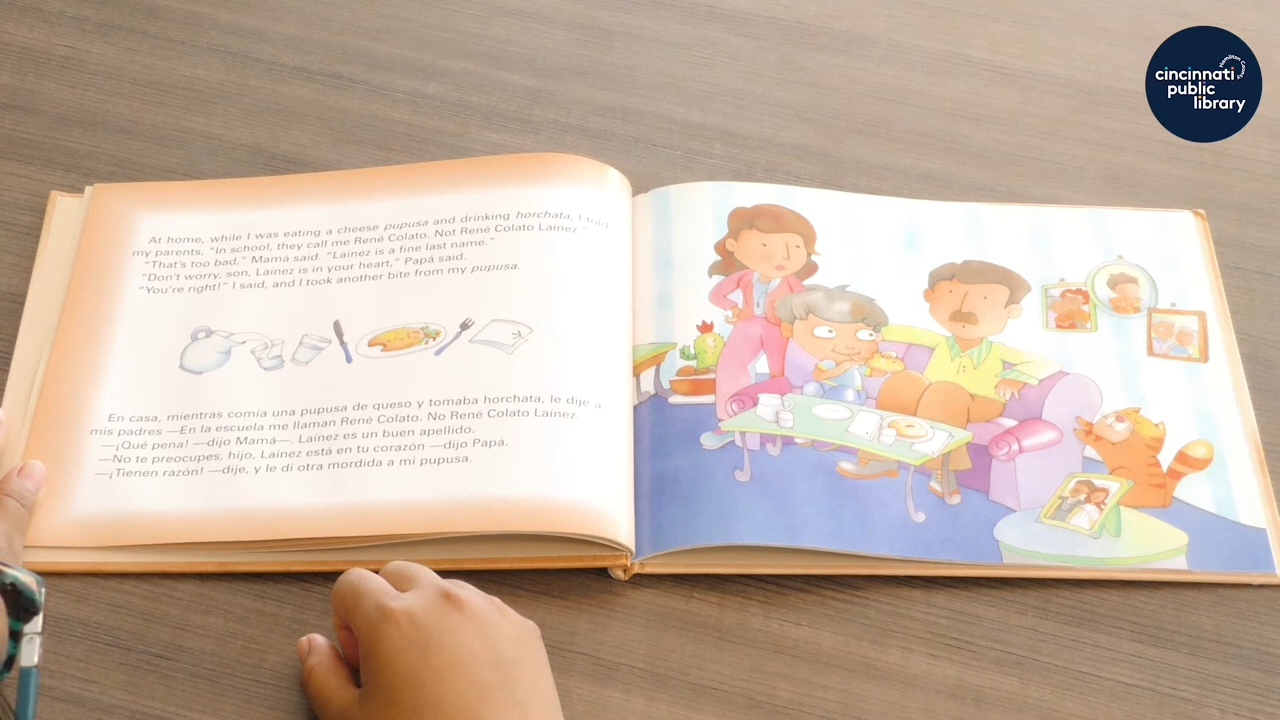 At home, while I was eating a cheese pupusa and drinking horchata, I told
my parents, "In school, they call me René Colato. Not René Colato Laínez."
"That's too bad," Mamá said. "Laínez is a fine last name."
"Don't worry, son, Laínez is in your heart," Papá said.
"You're right!" I said, and I took another bite from my pupusa.
En casa, mientras comía una pupusa de queso y tomaba horchata, le dije a
mis padres —En la escuela me llaman René Colato. No René Colato Laínez.
—¡Qué pena! —dijo Mamá—. Laínez es un buen apellido.
—No te preocupes, hijo, Laínez está en tu corazón —dijo Papá.
—¡Tienen razón! —dije, y le di otra mordida a mi pupusa.
cincinnati
public
library
Hamilton County